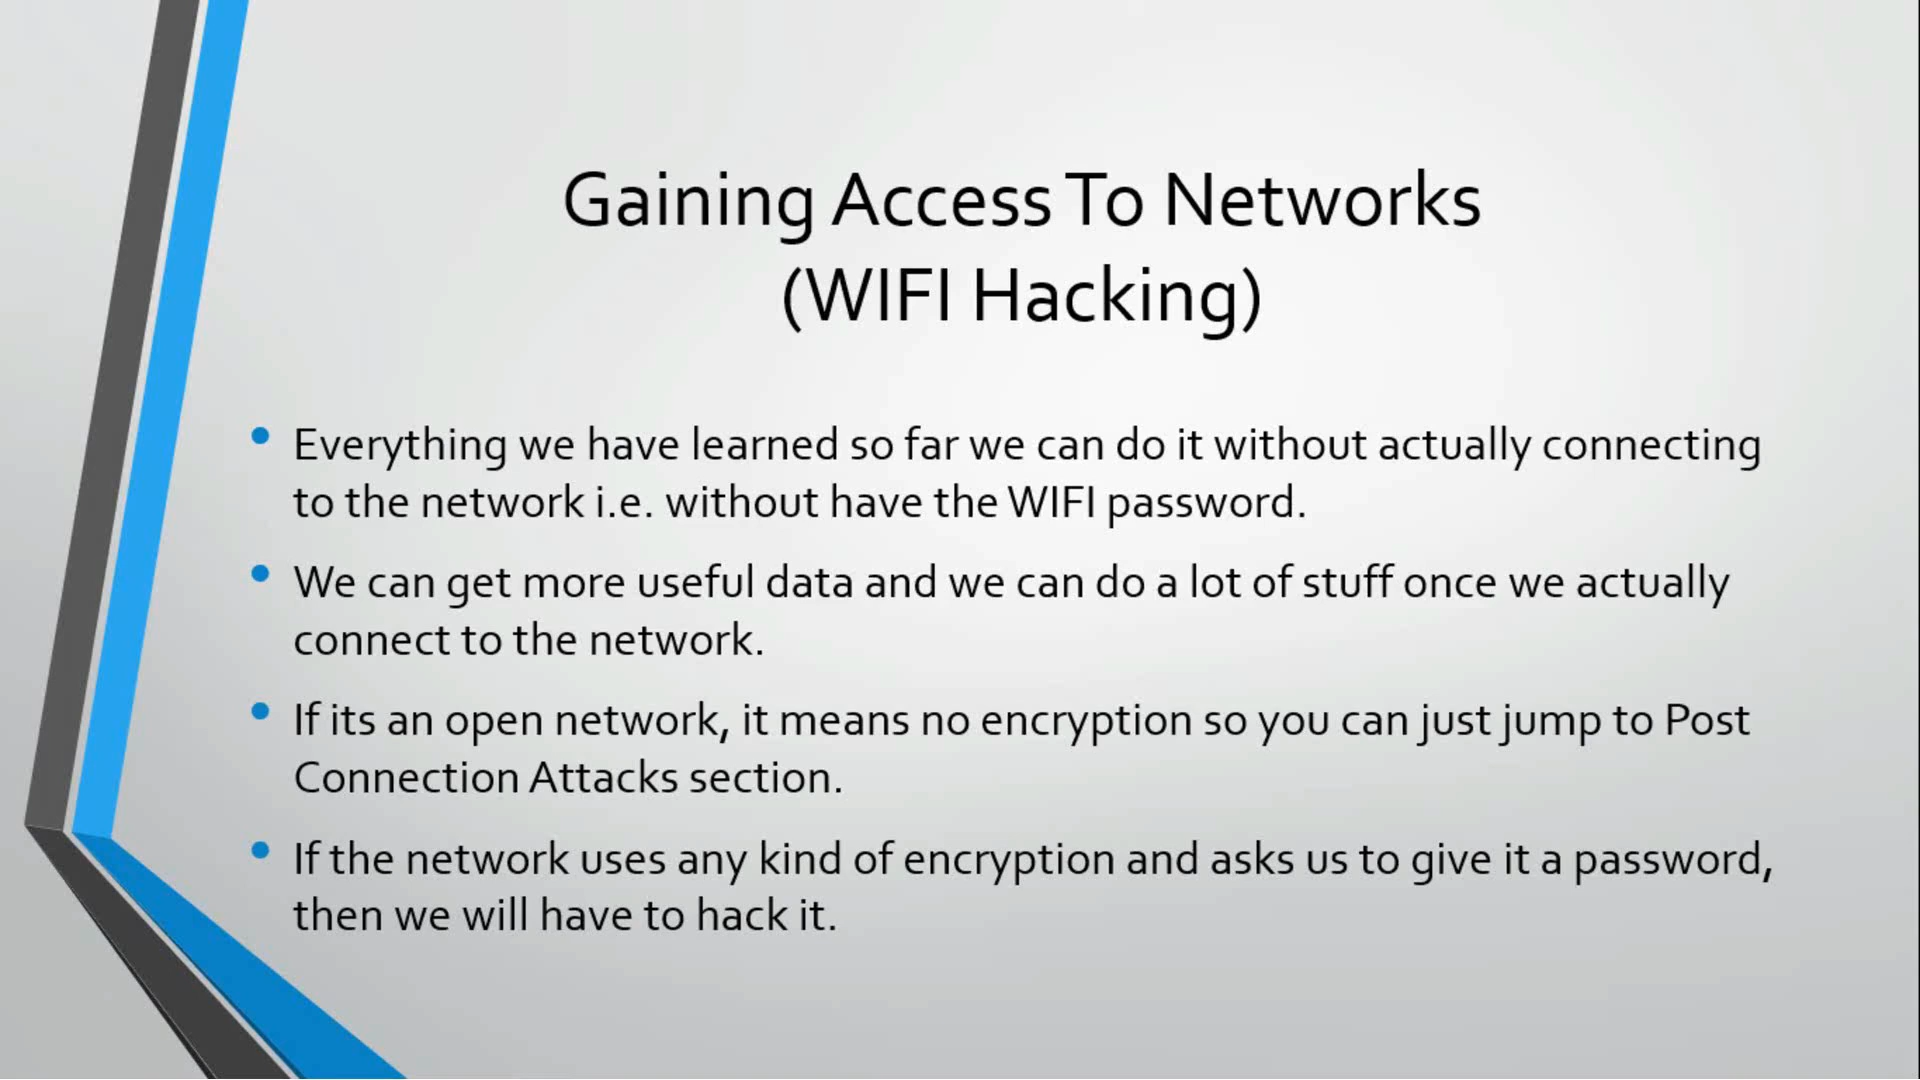 Gaining Access To Networks
(WIFI Hacking)
• Everything we have learned so far we can do it without actually connecting
to the network i.e. without have the WIFI password.
• We can get more useful data and we can do a lot of stuff once we actually
connect to the network.
• If its an open network, it means no encryption so you can just jump to Post
Connection Attacks section.
• If the network uses any kind of encryption and asks us to give it a password,
then we will have to hack it.